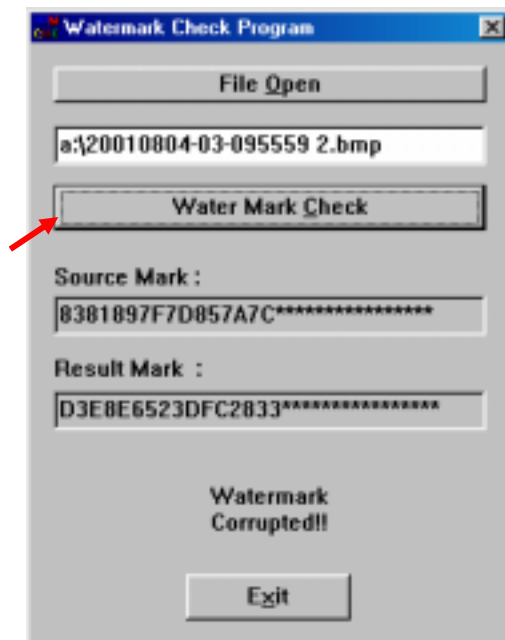 Watermark Check Program
File Open
a:\20010804-03-095559 2.bmp
Water Mark Check
Source Mark :
8381897F7D857A7C****************
Result Mark :
D3E8E6523DFC2833****************
Watermark
Corrupted!!
Exit